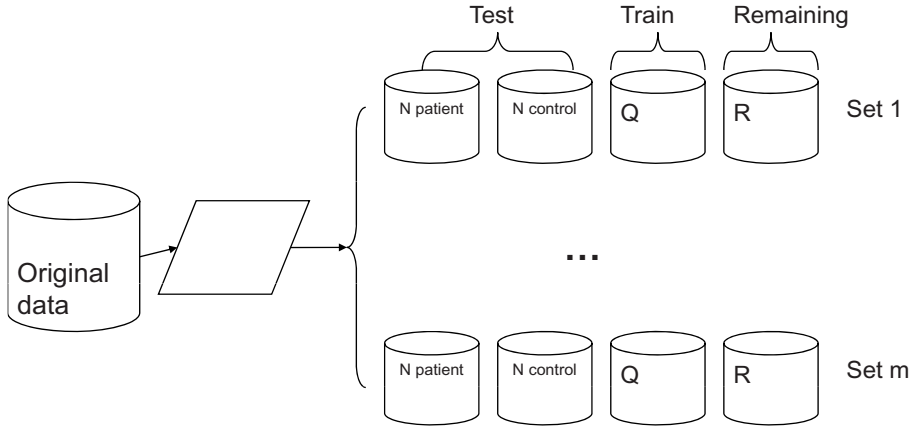 Test Train Remaining
N patient N control Q R Set 1
Original
data
...
N patient N control Q R Set m